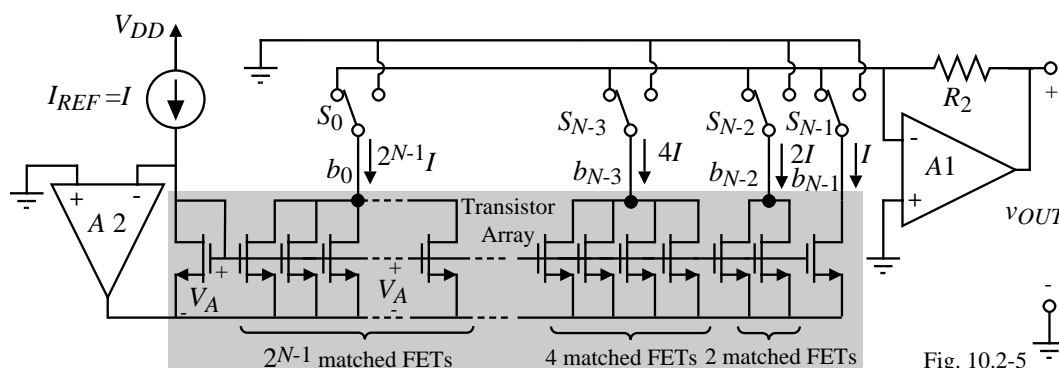 V_DD
I_REF = I
S_0
S_N-3
S_N-2
S_N-1
R_2
+
2^N-1 I
4I
2I
I
-
A1
+
b_0
b_N-3
b_N-2
b_N-1
+
-
A 2
v_OUT
Transistor
Array
+
V_A
-
+
V_A
-
-
2^N-1 matched FETs
4 matched FETs
2 matched FETs
Fig. 10.2-5